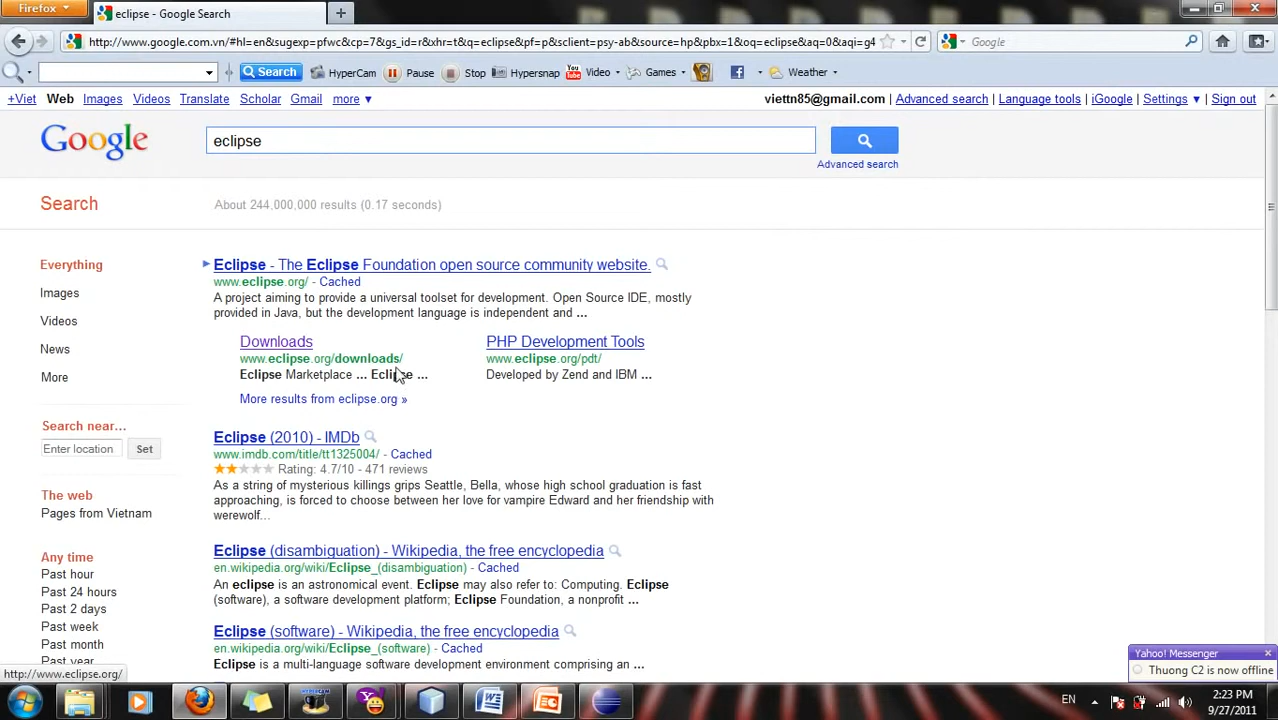 Firefox
eclipse - Google Search
http://www.google.com.vn/#hl=en&sugexp=pfwc&cp=7&gs_id=r&xhr=t&q=eclipse&pf=p&sclient=psy-ab&source=hp&pbx=1&oq=eclipse&aq=0&aqi=g4
Google
Search HyperCam Pause Stop Hypersnap Video Games Weather
+Viet Web Images Videos Translate Scholar Gmail more
viettn85@gmail.com | Advanced search | Language tools | iGoogle | Settings | Sign out
Google
eclipse
Advanced search
Search
About 244,000,000 results (0.17 seconds)
Everything
Images
Videos
News
More
Search near...
Enter location Set
The web
Pages from Vietnam
Any time
Past hour
Past 24 hours
Past 2 days
Past week
Past month
Past year
Eclipse - The Eclipse Foundation open source community website.
www.eclipse.org/ - Cached
A project aiming to provide a universal toolset for development. Open Source IDE, mostly
provided in Java, but the development language is independent and ...
Downloads
www.eclipse.org/downloads/
Eclipse Marketplace ... Eclipse ...
PHP Development Tools
www.eclipse.org/pdt/
Developed by Zend and IBM ...
More results from eclipse.org »
Eclipse (2010) - IMDb
www.imdb.com/title/tt1325004/ - Cached
Rating: 4.7/10 - 471 reviews
As a string of mysterious killings grips Seattle, Bella, whose high school graduation is fast
approaching, is forced to choose between her love for vampire Edward and her friendship with
werewolf...
Eclipse (disambiguation) - Wikipedia, the free encyclopedia
en.wikipedia.org/wiki/Eclipse_(disambiguation) - Cached
An eclipse is an astronomical event. Eclipse may also refer to: Computing. Eclipse
(software), a software development platform; Eclipse Foundation, a nonprofit ...
Eclipse (software) - Wikipedia, the free encyclopedia
en.wikipedia.org/wiki/Eclipse_(software) - Cached
Eclipse is a multi-language software development environment comprising an ...
http://www.eclipse.org/
Yahoo! Messenger
Thuong C2 is now offline
EN
2:23 PM
9/27/2011